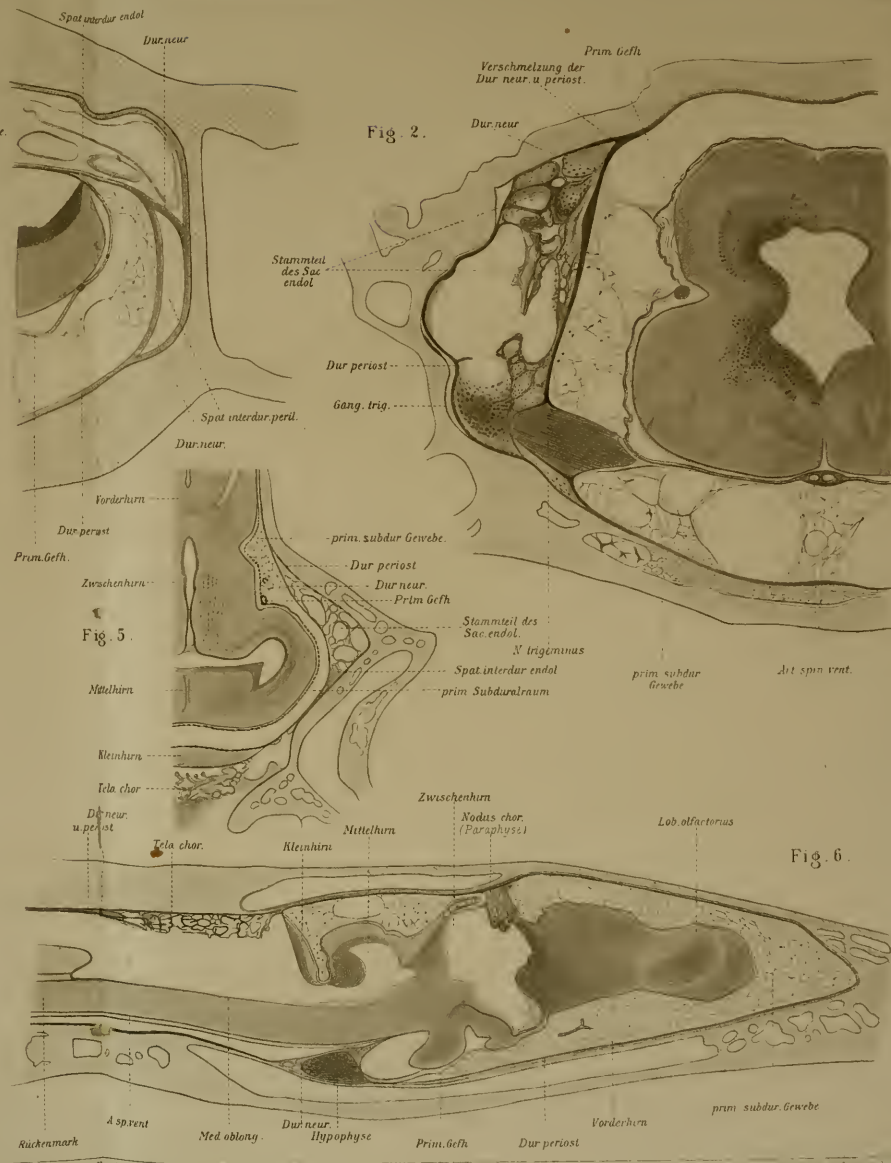 Spat interdur endol
Dur. neur
Prim. Gefh
Verschmelzung der
Dur neur. u. periost.
Fig. 2.
Dur. neur
Stammteil
des Sac.
endol
Dur periost
Gang. trig.
Spat interdur. peril.
Dur. neur.
Dur. periost
Prim. Gefh.
N trigiminus
prim subdur
Gewebe
Art spin vent.
Vorderhirn
Zwischenhirn
Fig. 5.
Mittelhirn
Kleinhirn
Tela chor
prim. subdur Gewebe.
Dur periost
Dur neur.
Prim Gefh
Stammteil des
Sac. endol.
Spat. interdur endol
prim Subduralraum
Dur neur.
u. periost
Tela chor.
Kleinhirn
Mittelhirn
Zwischenhirn
Nodus chor.
(Paraphyse)
Lob. olfactorius
Fig. 6.
Rückenmark
A sp. vent
Med. oblong.
Dur. neur.
Hypophyse
Prim. Gefh
Dur periost
Vorderhirn
prim subdur. Gewebe